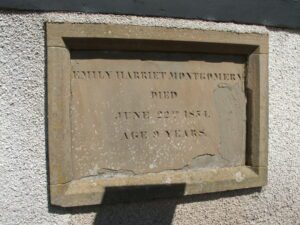 EMILY HARRIET MONTGOMERY
DIED
JUNE 22ND 1854.
AGE 9 YEARS.